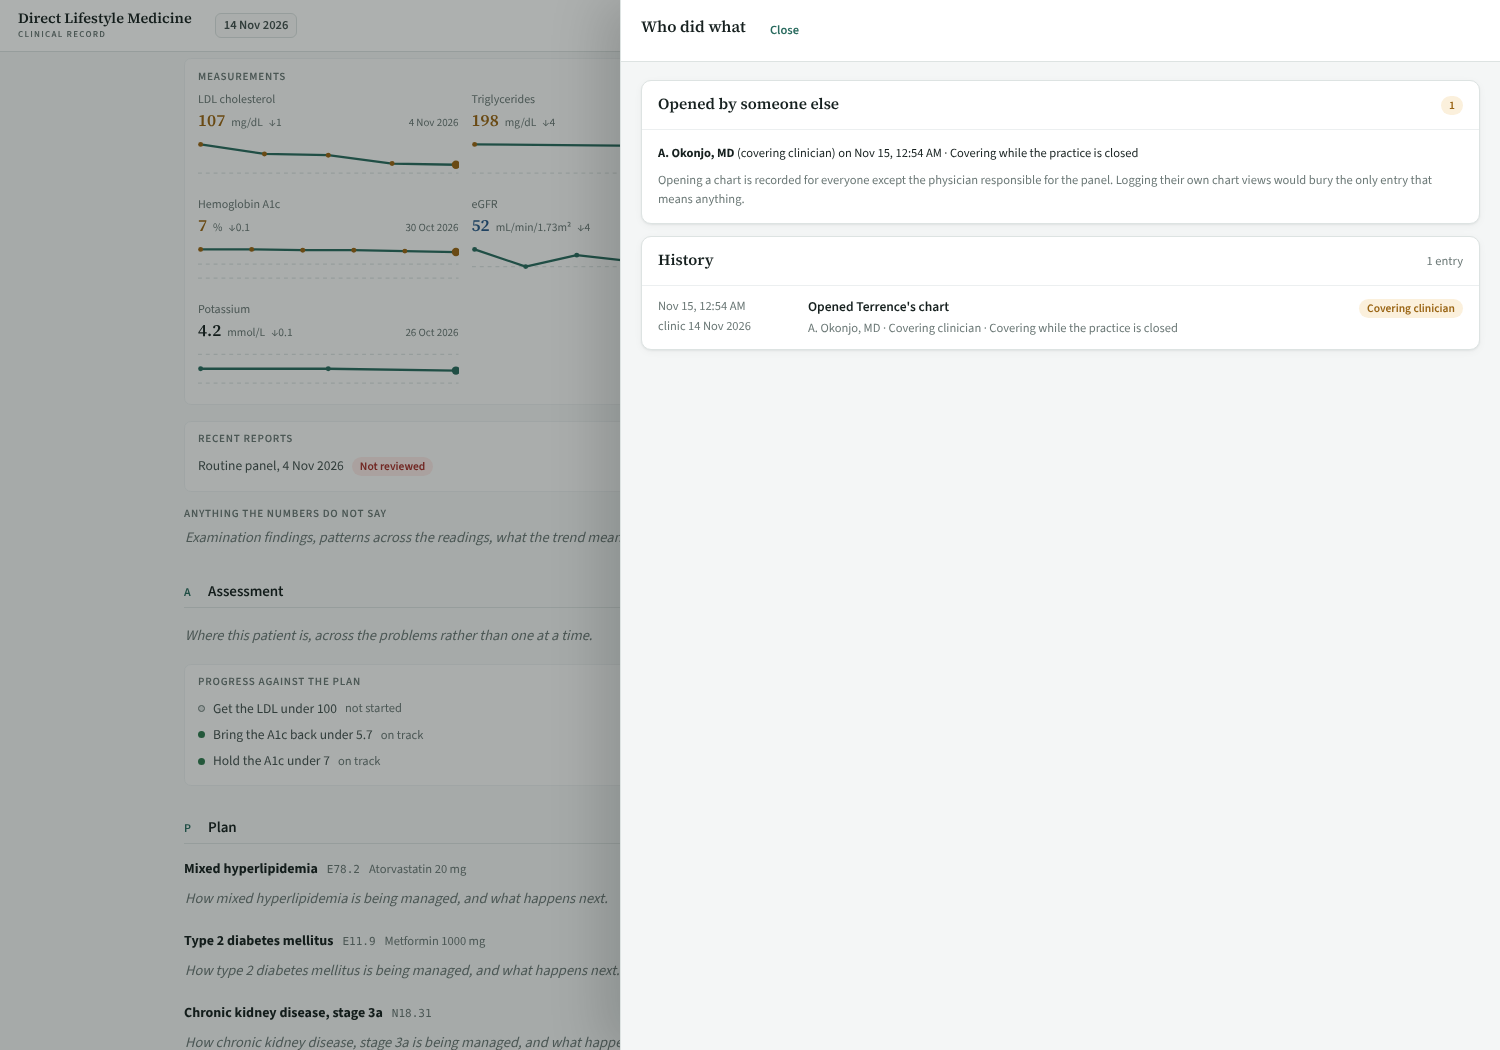 Direct Lifestyle Medicine
CLINICAL RECORD
14 Nov 2026
MEASUREMENTS
LDL cholesterol
107 mg/dL ↓1 4 Nov 2026
Triglycerides
198 mg/dL ↓4
Hemoglobin A1c
7 % ↓0.1 30 Oct 2026
eGFR
52 mL/min/1.73m² ↓4
Potassium
4.2 mmol/L ↓0.1 26 Oct 2026
RECENT REPORTS
Routine panel, 4 Nov 2026 Not reviewed
ANYTHING THE NUMBERS DO NOT SAY
Examination findings, patterns across the readings, what the trend
A Assessment
Where this patient is, across the problems rather than one at a time.
PROGRESS AGAINST THE PLAN
Get the LDL under 100 not started
Bring the A1c back under 5.7 on track
Hold the A1c under 7 on track
P Plan
Mixed hyperlipidemia E78.2 Atorvastatin 20 mg
How mixed hyperlipidemia is being managed, and what happens next.
Type 2 diabetes mellitus E11.9 Metformin 1000 mg
How type 2 diabetes mellitus is being managed, and what happens next.
Chronic kidney disease, stage 3a N18.31
How chronic kidney disease, stage 3a is being managed, and what
Who did what
Close
Opened by someone else 1
A. Okonjo, MD (covering clinician) on Nov 15, 12:54 AM · Covering while the practice is closed
Opening a chart is recorded for everyone except the physician responsible for the panel. Logging their own chart views would bury the only entry that
means anything.
History 1 entry
Nov 15, 12:54 AM
clinic 14 Nov 2026
Opened Terrence's chart
A. Okonjo, MD · Covering clinician · Covering while the practice is closed
Covering clinician